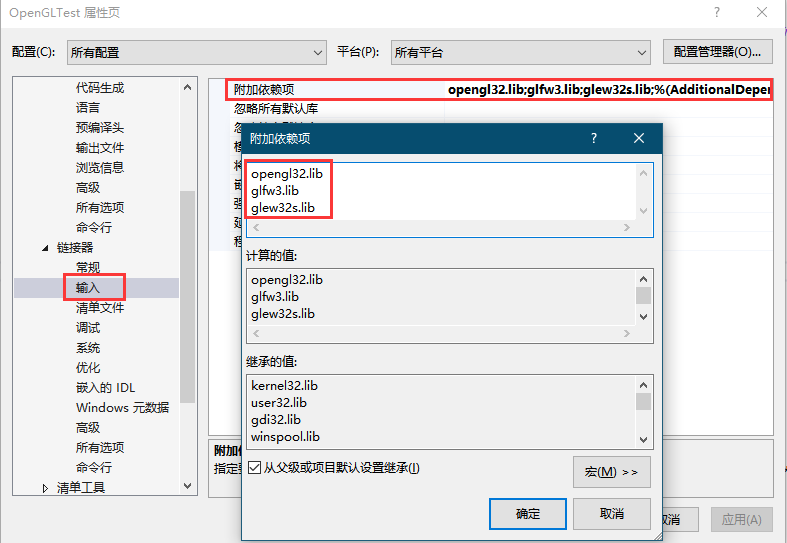 OpenGLTest 属性页
配置(C): 所有配置 平台(P): 所有平台 配置管理器(O)...
代码生成
语言
预编译头
输出文件
浏览信息
高级
所有选项
命令行
链接器
常规
输入
清单文件
调试
系统
优化
嵌入的 IDL
Windows 元数据
高级
所有选项
命令行
清单工具
附加依赖项 opengl32.lib;glfw3.lib;glew32s.lib;%(AdditionalDepen
忽略所有默认库
附加依赖项
opengl32.lib
glfw3.lib
glew32s.lib
计算的值:
opengl32.lib
glfw3.lib
glew32s.lib
继承的值:
kernel32.lib
user32.lib
gdi32.lib
winspool.lib
从父级或项目默认设置继承(I)
宏(M) >>
确定 取消
应用(A)